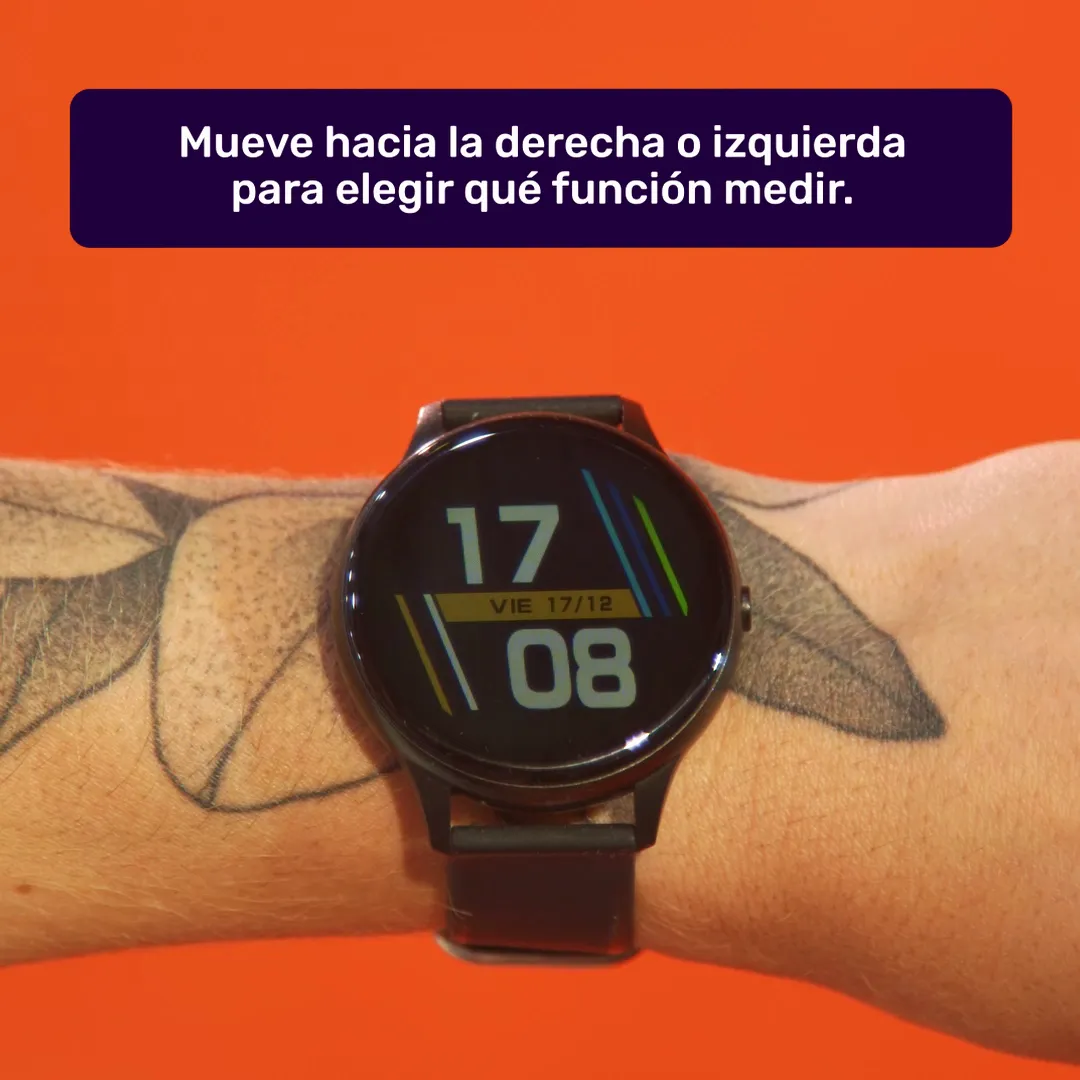 Mueve hacia la derecha o izquierda
para elegir qué función medir.
17
VIE 17/12
08